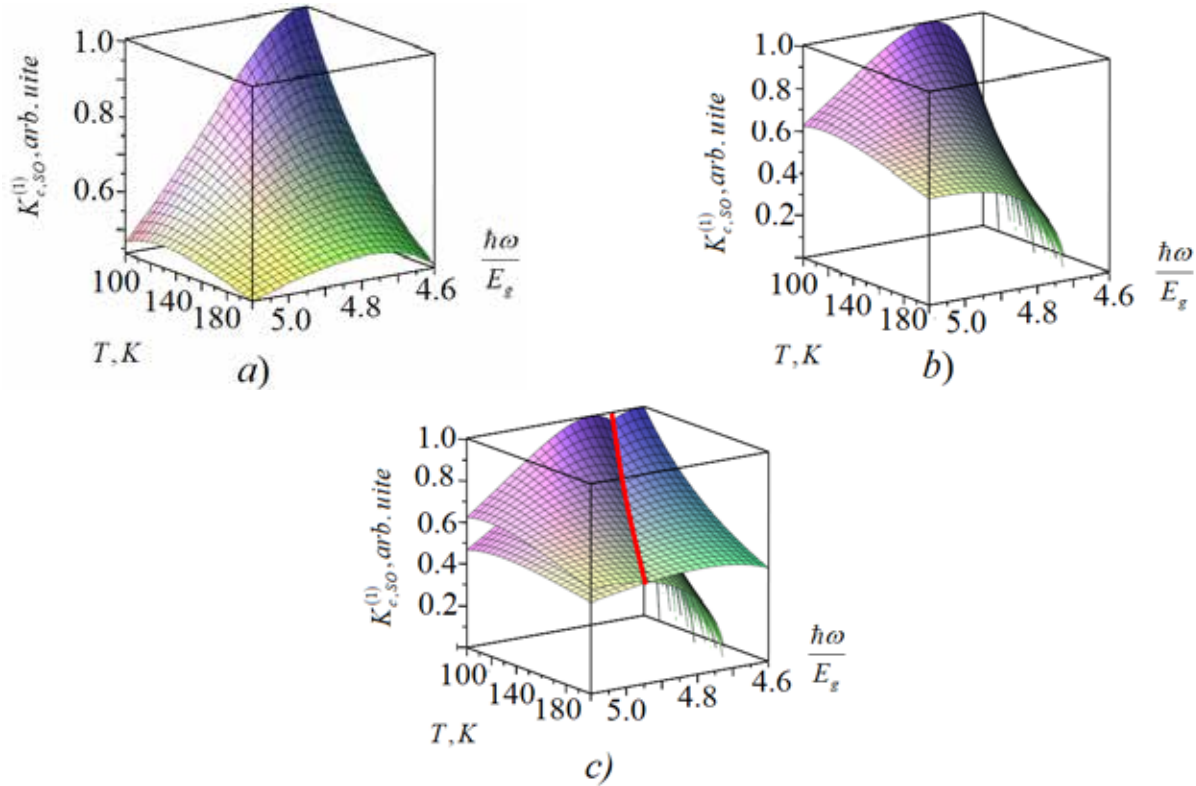 1.0
0.8
0.6
K^{(1)}_{c,SO}, arb. uite
100
140
180
T, K
5.0
4.8
4.6
ħω
E_g
a)
1.0
0.8
0.6
0.4
0.2
K^{(1)}_{c,SO}, arb. uite
100
140
180
T, K
5.0
4.8
4.6
ħω
E_g
b)
1.0
0.8
0.6
0.4
0.2
K^{(1)}_{c,SO}, arb. uite
100
140
180
T, K
5.0
4.8
4.6
ħω
E_g
c)